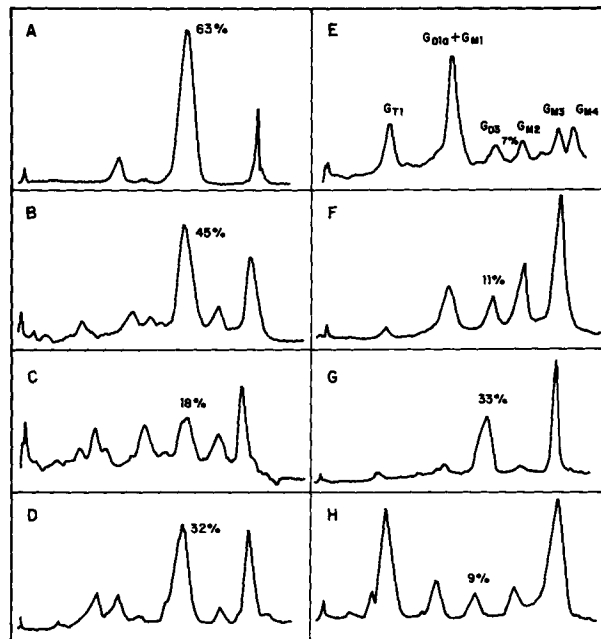 A
63%
B
45%
C
18%
D
32%
E
GD1a + GM1
GT1
GD3
7%
GM2
GM3
GM4
F
11%
G
33%
H
9%